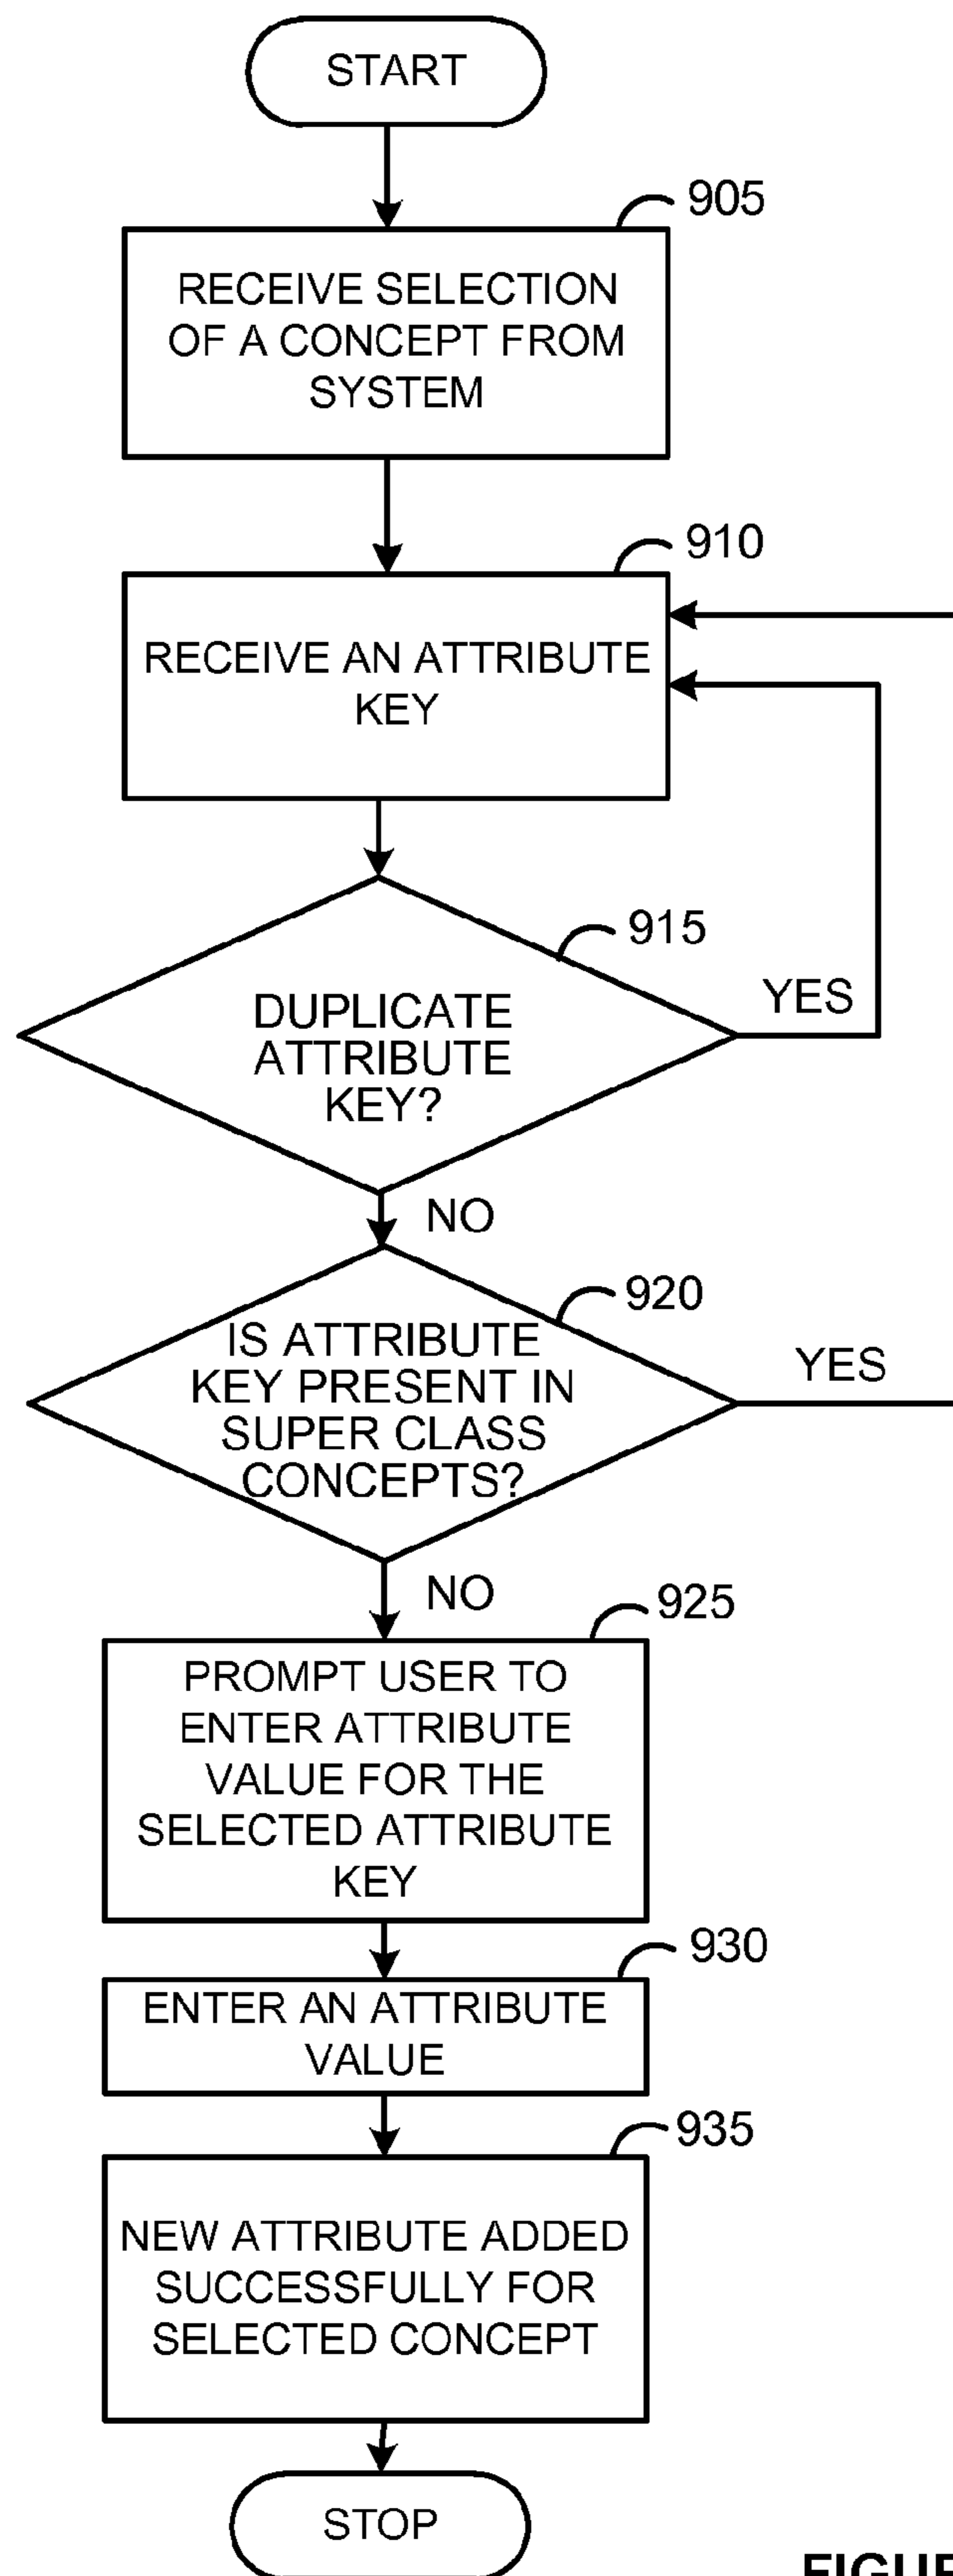 START
905
RECEIVE SELECTION
OF A CONCEPT FROM
SYSTEM
910
RECEIVE AN ATTRIBUTE
KEY
915
DUPLICATE
ATTRIBUTE
KEY?
YES
NO
920
IS ATTRIBUTE
KEY PRESENT IN
SUPER CLASS
CONCEPTS?
YES
NO
925
PROMPT USER TO
ENTER ATTRIBUTE
VALUE FOR THE
SELECTED ATTRIBUTE
KEY
930
ENTER AN ATTRIBUTE
VALUE
935
NEW ATTRIBUTE ADDED
SUCCESSFULLY FOR
SELECTED CONCEPT
STOP